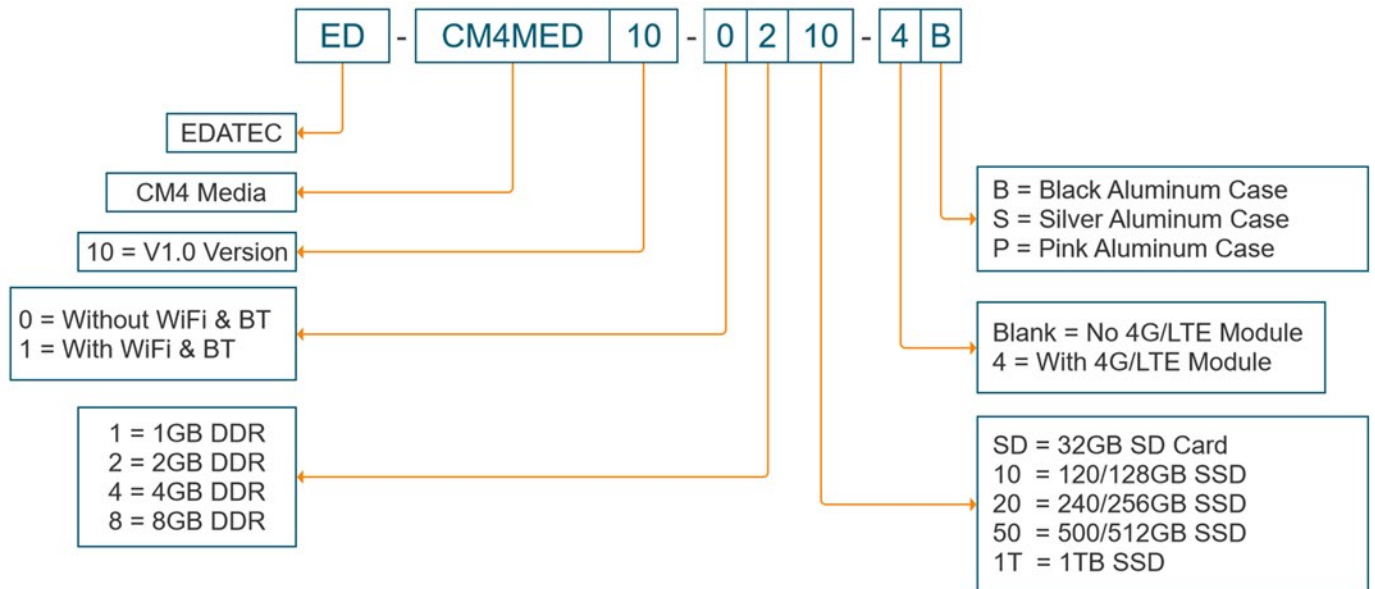 ED - CM4MED 10 - 0 2 10 - 4 B
EDATEC
CM4 Media
10 = V1.0 Version
0 = Without WiFi & BT
1 = With WiFi & BT
1 = 1GB DDR
2 = 2GB DDR
4 = 4GB DDR
8 = 8GB DDR
B = Black Aluminum Case
S = Silver Aluminum Case
P = Pink Aluminum Case
Blank = No 4G/LTE Module
4 = With 4G/LTE Module
SD = 32GB SD Card
10 = 120/128GB SSD
20 = 240/256GB SSD
50 = 500/512GB SSD
1T = 1TB SSD